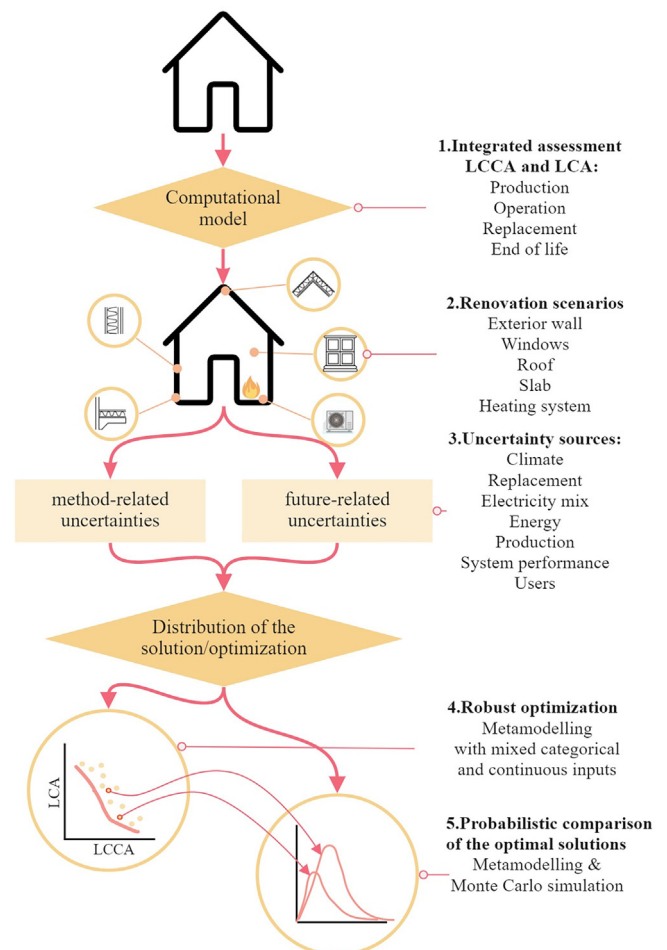 1.Integrated assessment
LCCA and LCA:
Production
Operation
Replacement
End of life
Computational
model
2.Renovation scenarios
Exterior wall
Windows
Roof
Slab
Heating system
3.Uncertainty sources:
Climate
Replacement
Electricity mix
Energy
Production
System performance
Users
method-related
uncertainties
future-related
uncertainties
Distribution of the
solution/optimization
4.Robust optimization
Metamodelling
with mixed categorical
and continuous inputs
LCA
LCCA
5.Probabilistic comparison
of the optimal solutions
Metamodelling &
Monte Carlo simulation